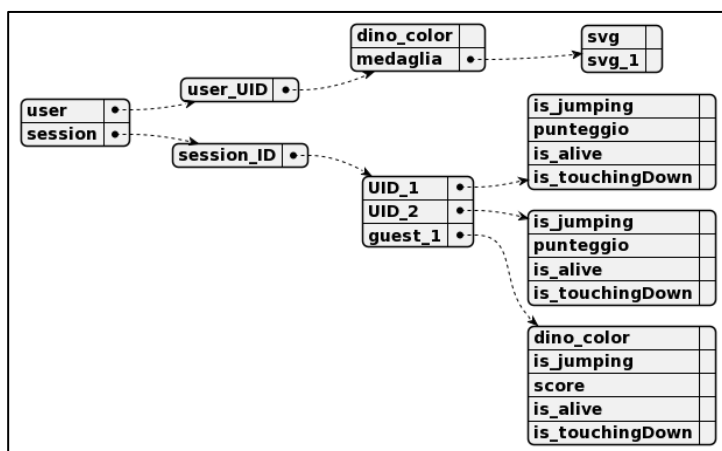 user
session
user_UID
session_ID
dino_color
medaglia
svg
svg_1
UID_1
UID_2
guest_1
is_jumping
punteggio
is_alive
is_touchingDown
is_jumping
punteggio
is_alive
is_touchingDown
dino_color
is_jumping
score
is_alive
is_touchingDown